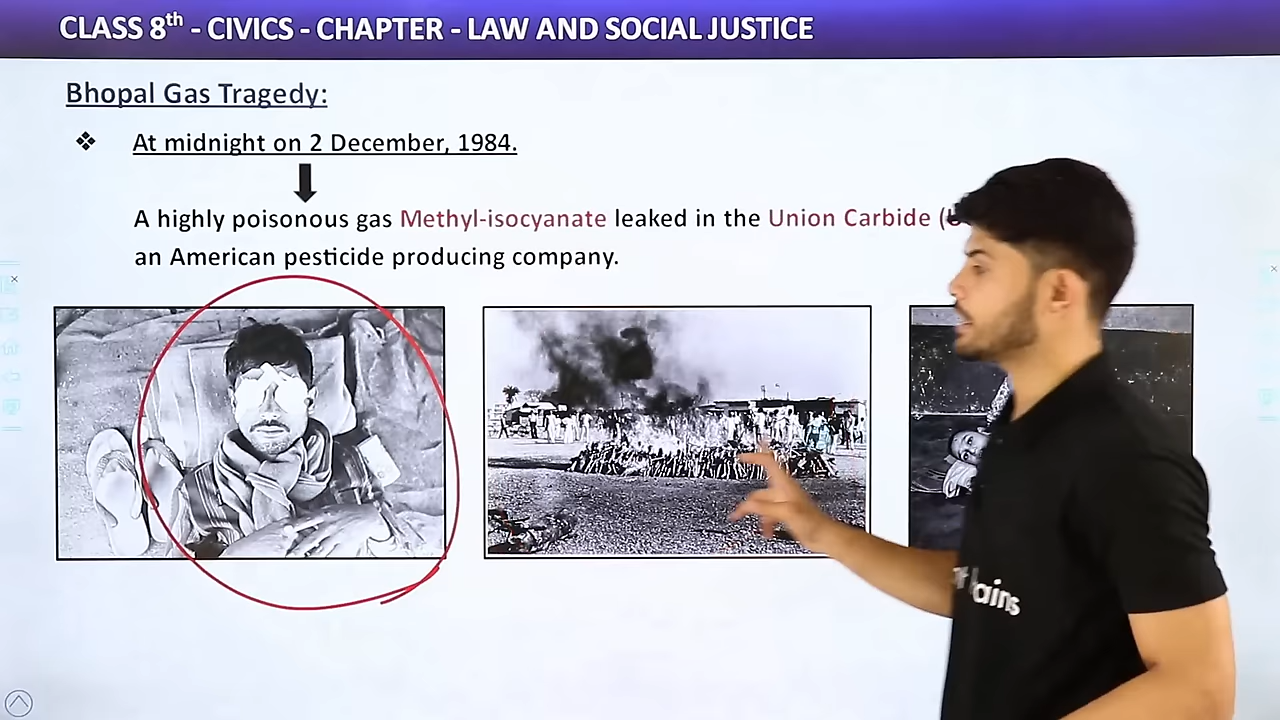 CLASS 8th - CIVICS - CHAPTER - LAW AND SOCIAL JUSTICE
Bhopal Gas Tragedy:
❖ At midnight on 2 December, 1984.
A highly poisonous gas Methyl-isocyanate leaked in the Union Carbide (
an American pesticide producing company.